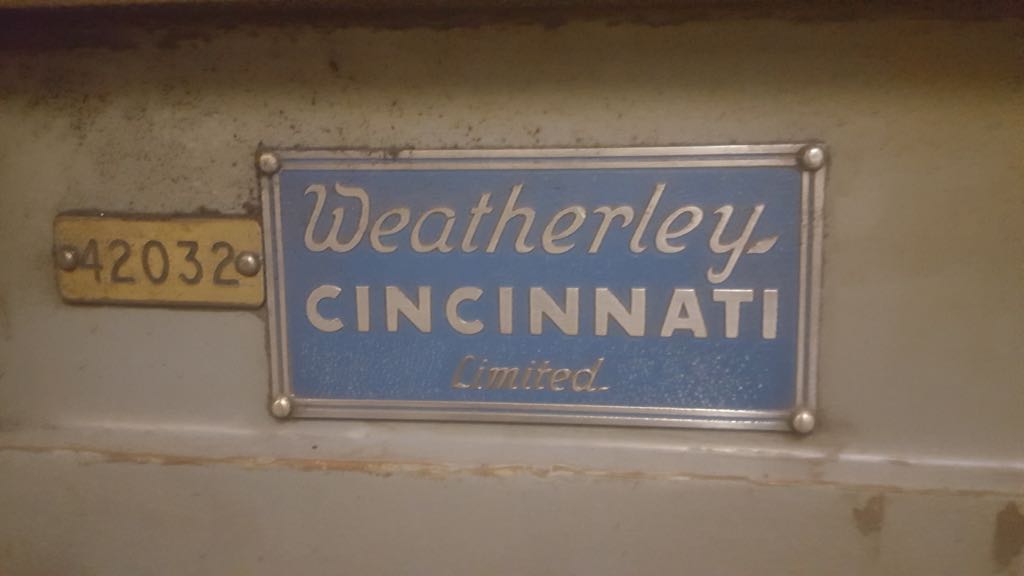 42032
Weatherley
CINCINNATI
Limited.